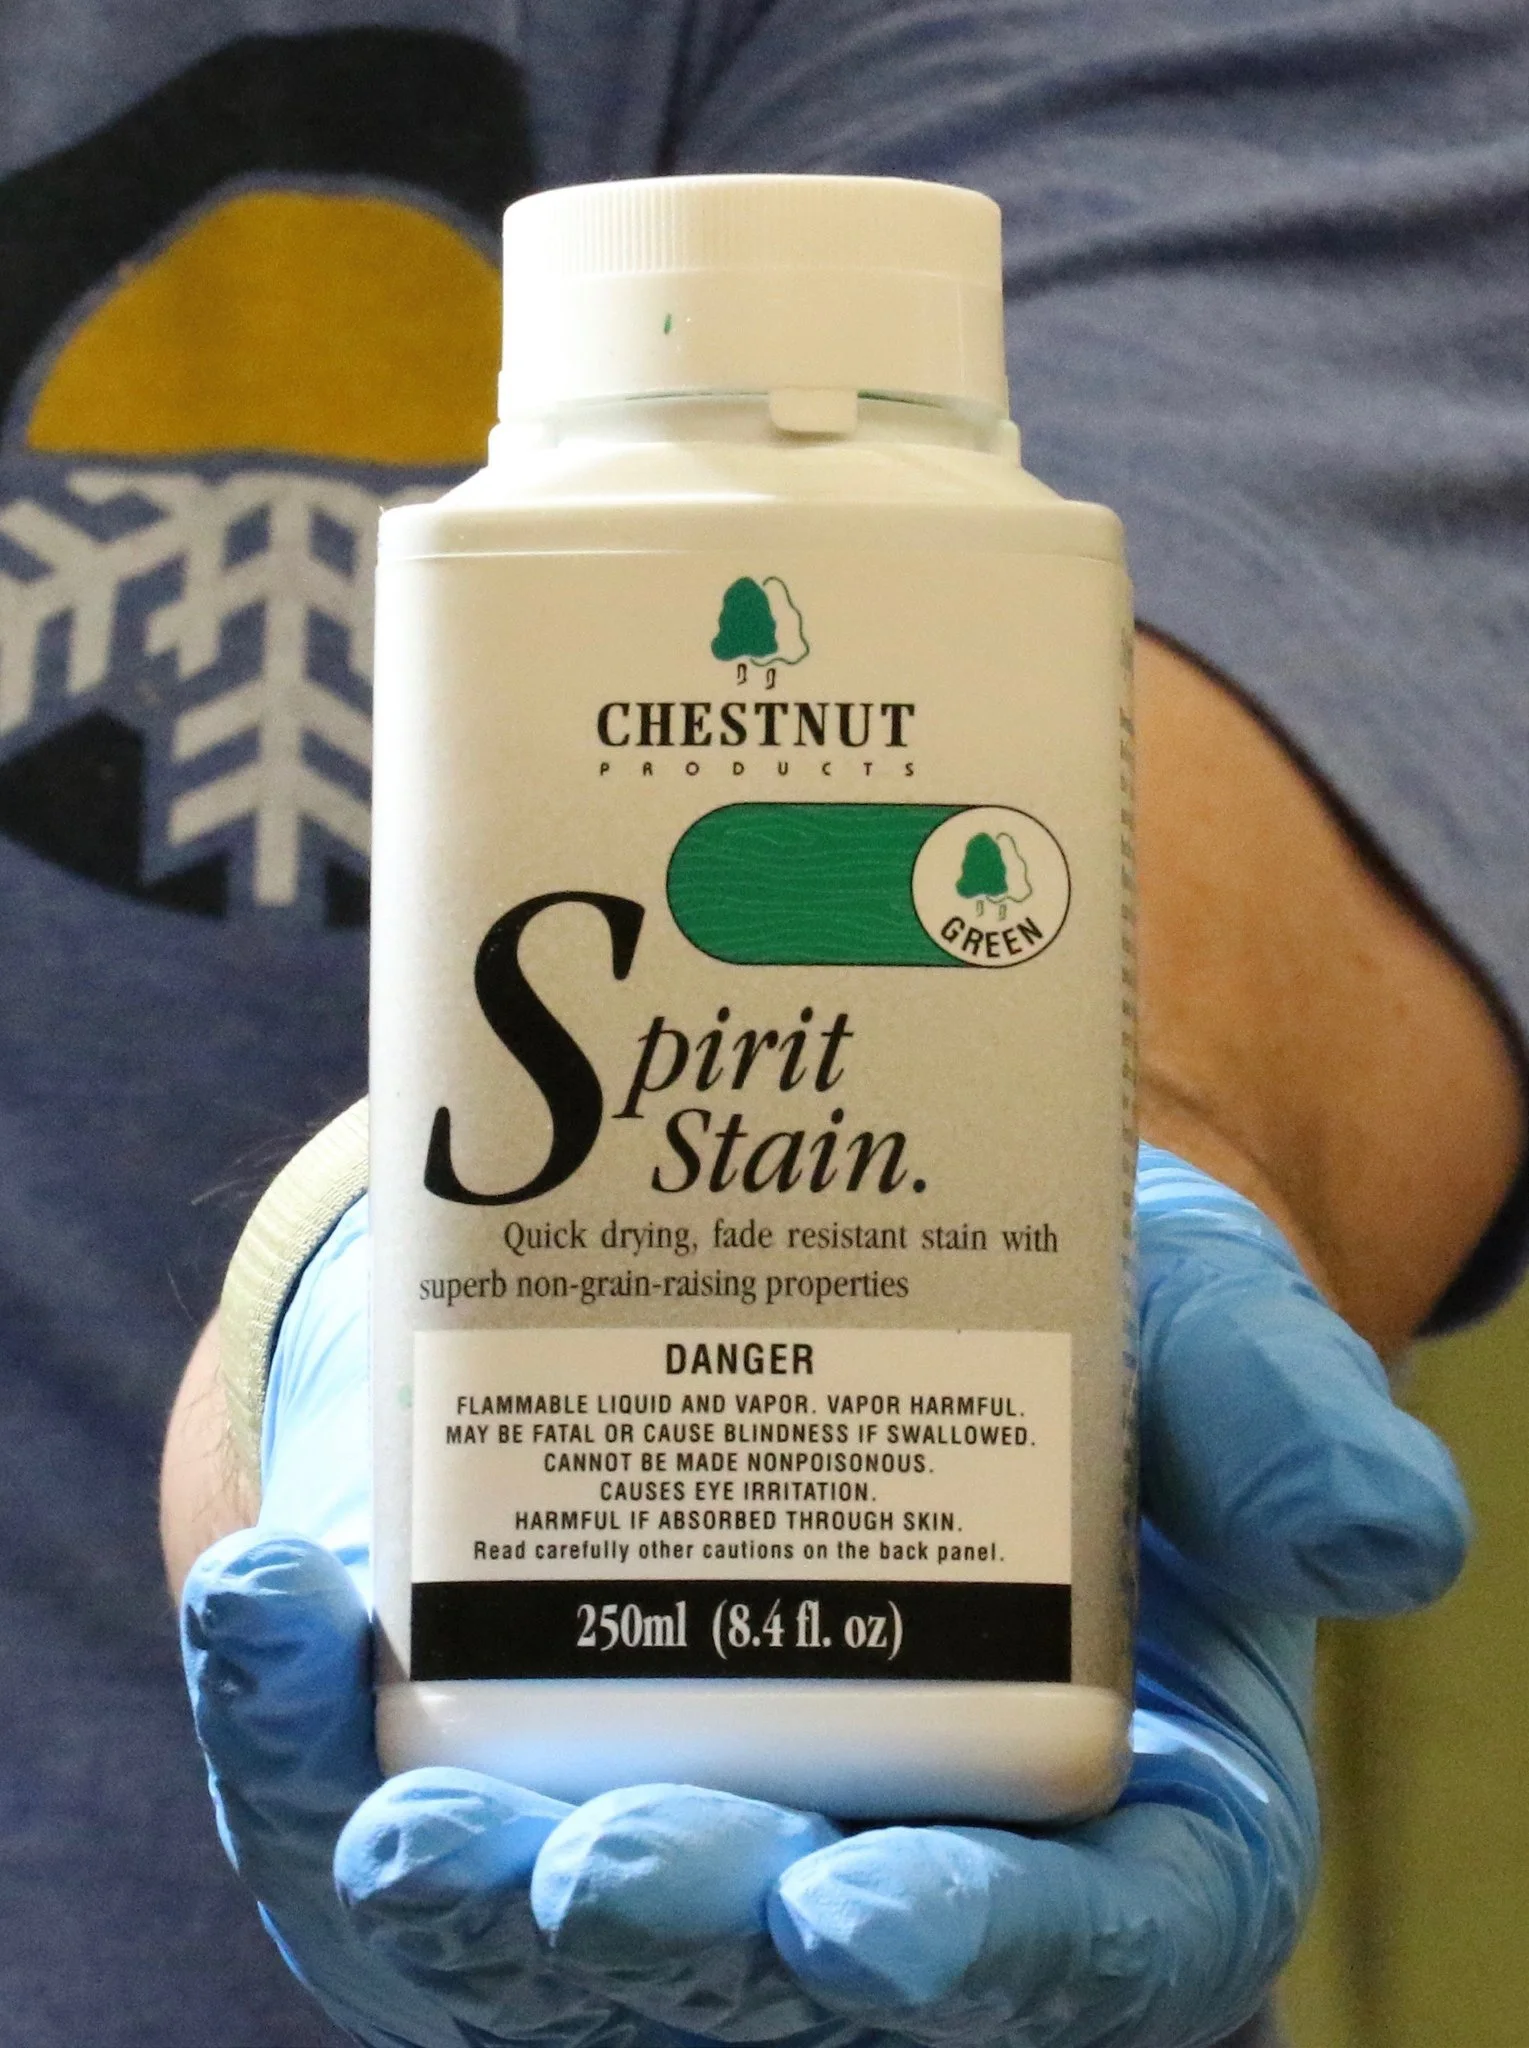 CHESTNUT
PRODUCTS
GREEN
Spirit
Stain.
Quick drying, fade resistant stain with
superb non-grain-raising properties
DANGER
FLAMMABLE LIQUID AND VAPOR. VAPOR HARMFUL.
MAY BE FATAL OR CAUSE BLINDNESS IF SWALLOWED.
CANNOT BE MADE NONPOISONOUS.
CAUSES EYE IRRITATION.
HARMFUL IF ABSORBED THROUGH SKIN.
Read carefully other cautions on the back panel.
250ml (8.4 fl. oz)